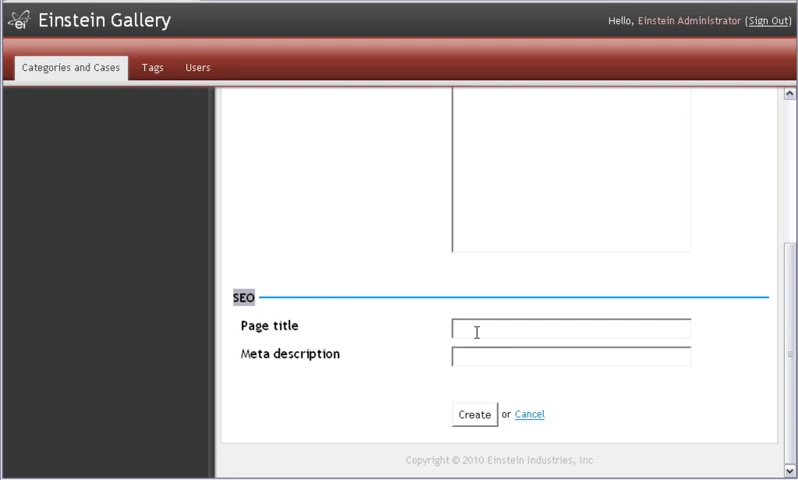 ei Einstein Gallery
Hello, Einstein Administrator (Sign Out)
Categories and Cases Tags Users
SEO
Page title
Meta description
Create or Cancel
Copyright © 2010 Einstein Industries, Inc